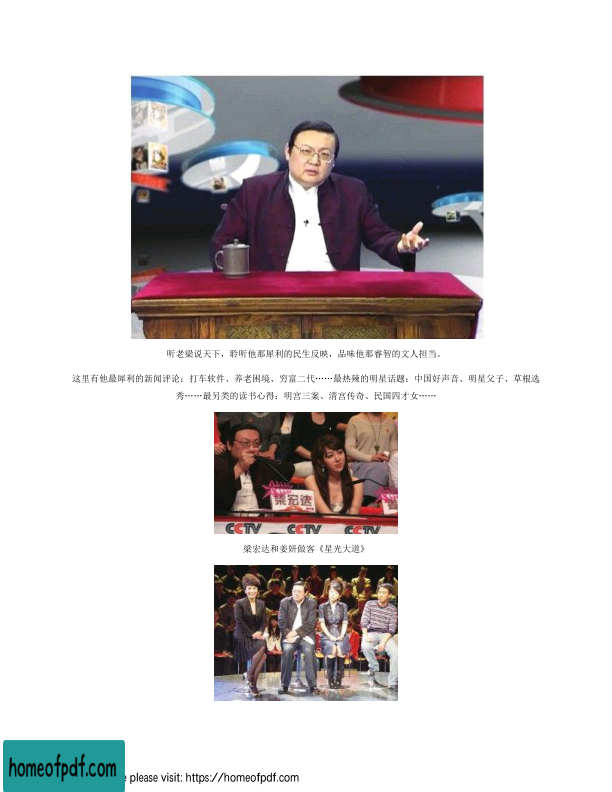 听老梁说天下，聆听他那犀利的民生反映，品味他那睿智的文人担当。
这里有他最犀利的新闻评论：打车软件、养老困境、穷富二代……最热辣的明星话题：中国好声音、明星父子、草根选
秀……最另类的读书心得：明宫三案、清宫传奇、民国四才女……
梁宏达
CCTV CCTV CCTV
梁宏达和姜妍做客《星光大道》
homeofpdf.com
e please visit: https://homeofpdf.com